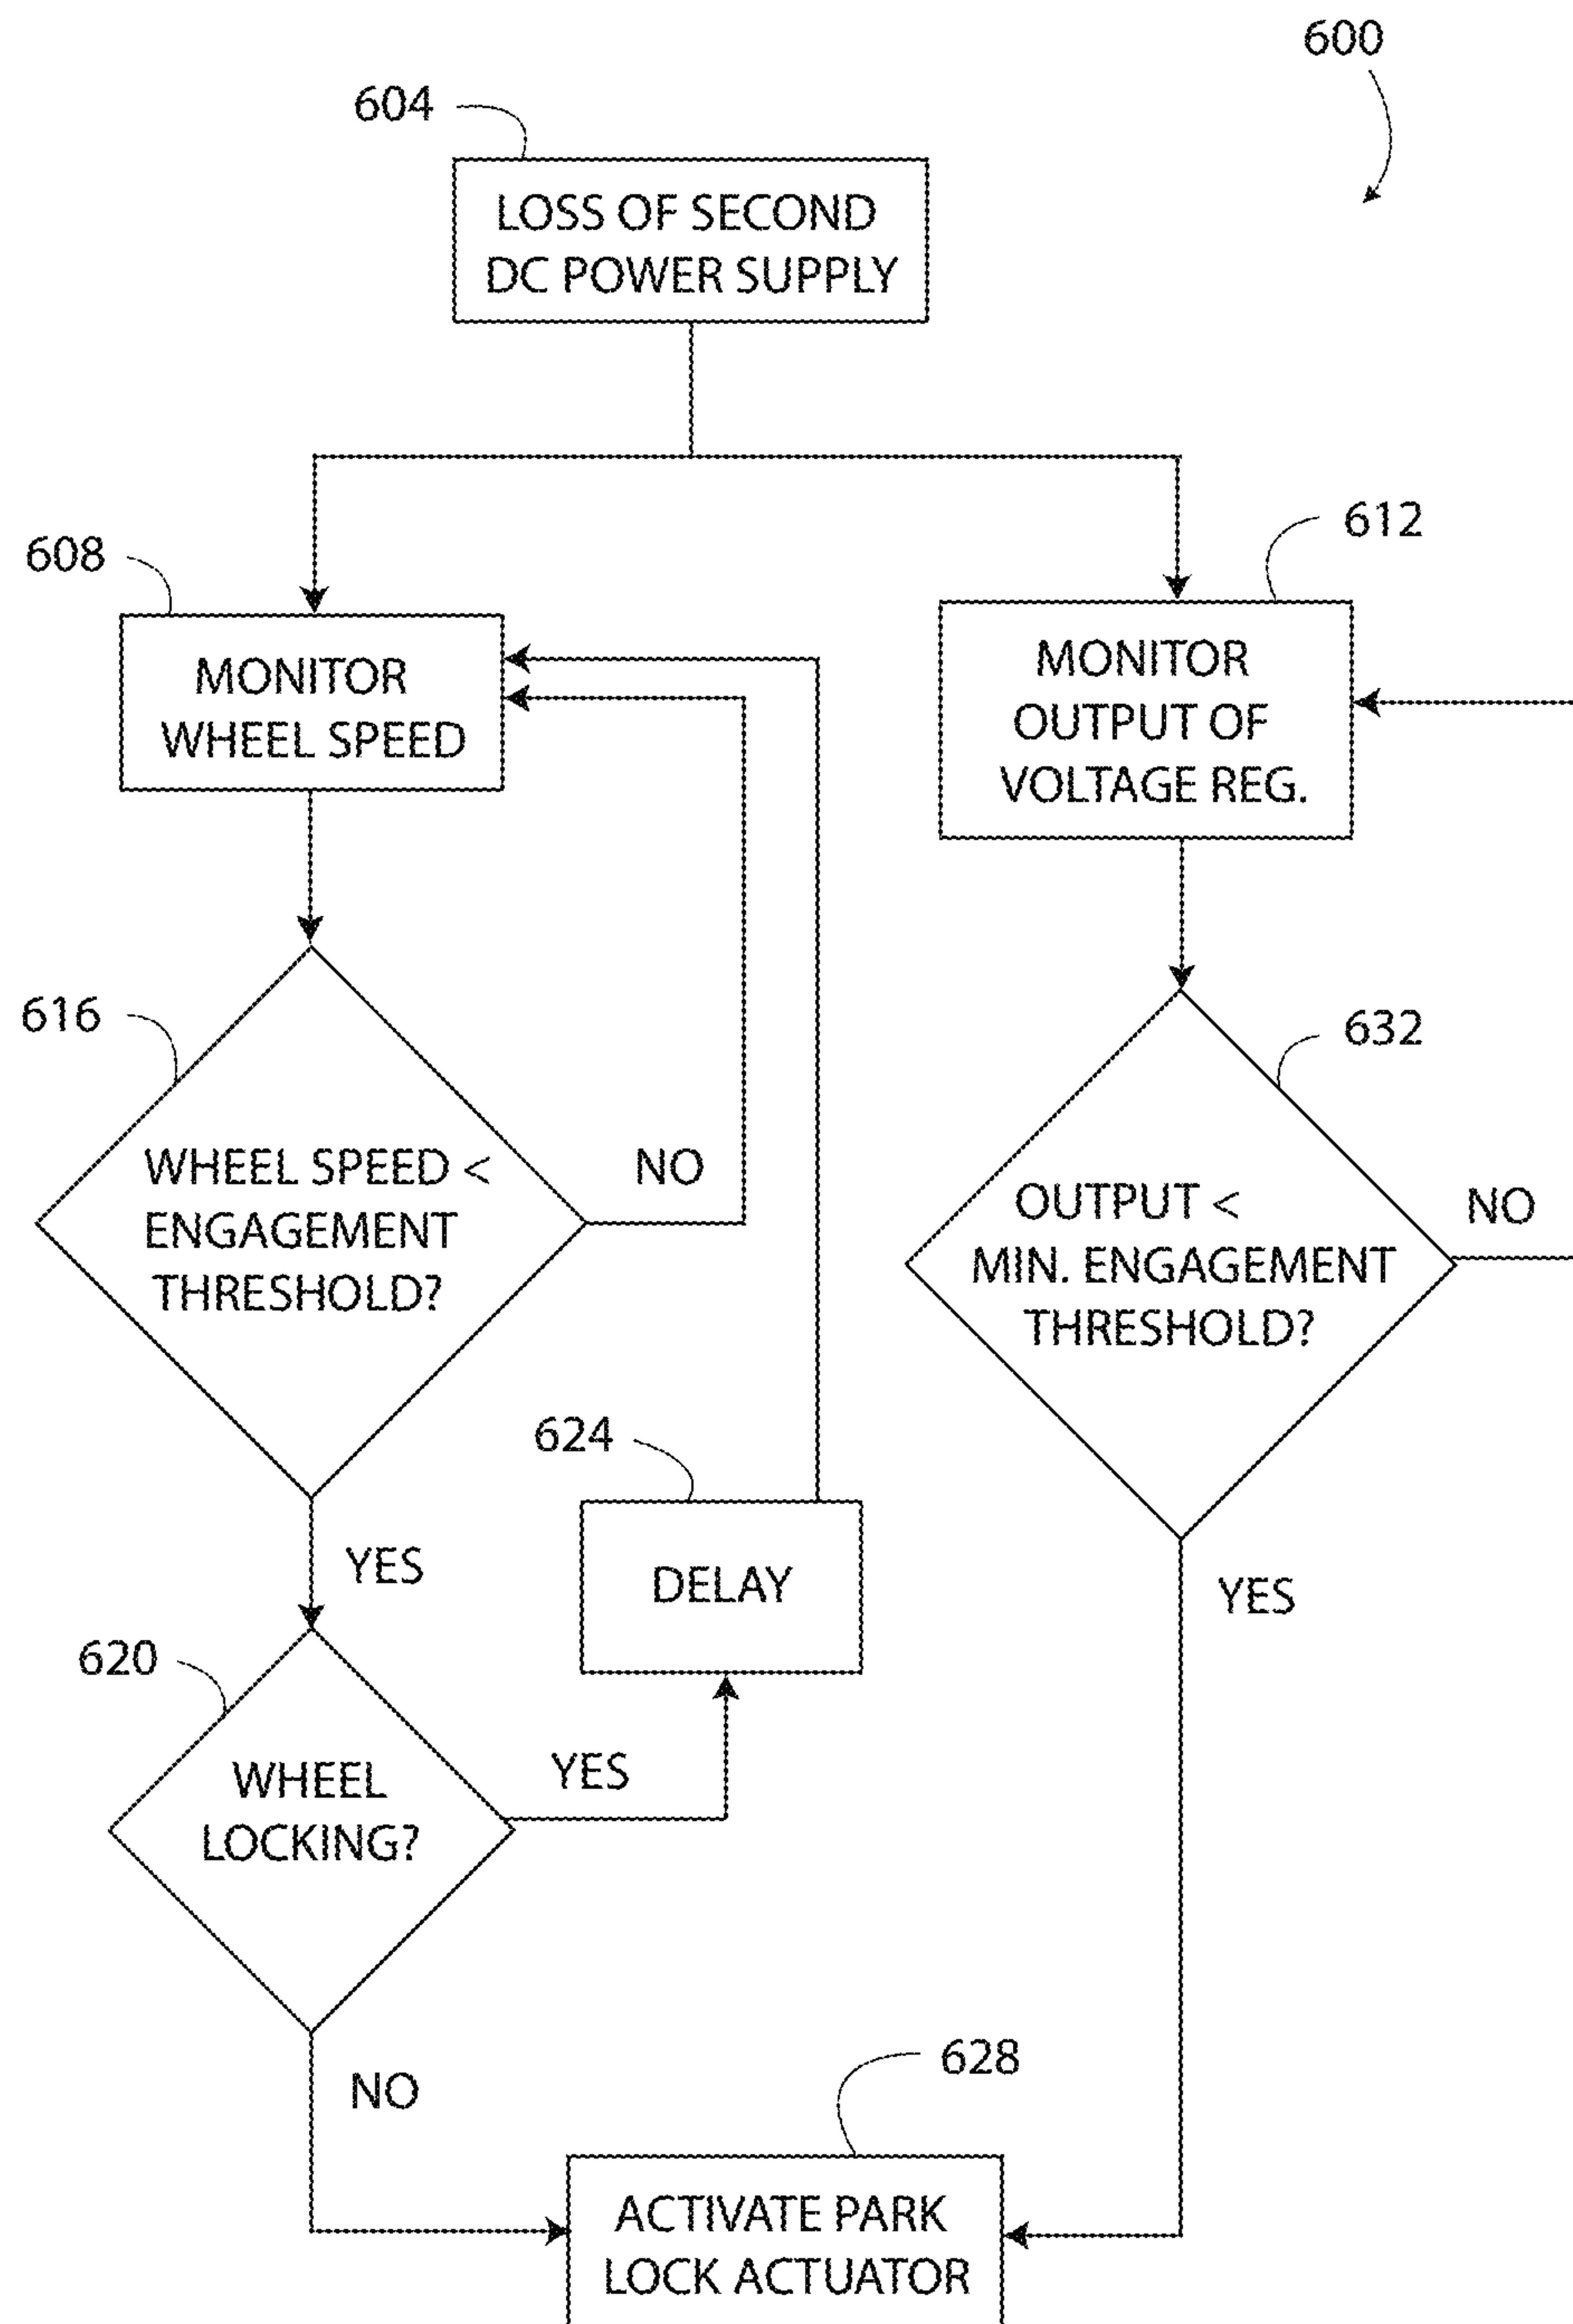 600
604
LOSS OF SECOND
DC POWER SUPPLY
608
MONITOR
WHEEL SPEED
612
MONITOR
OUTPUT OF
VOLTAGE REG.
616
WHEEL SPEED <
ENGAGEMENT
THRESHOLD?
NO
632
OUTPUT <
MIN. ENGAGEMENT
THRESHOLD?
NO
YES
624
DELAY
YES
620
WHEEL
LOCKING?
YES
NO
628
ACTIVATE PARK
LOCK ACTUATOR